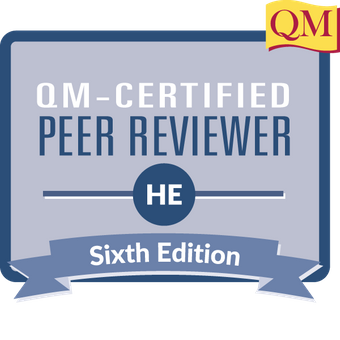 QM
QM-CERTIFIED
PEER REVIEWER
HE
Sixth Edition